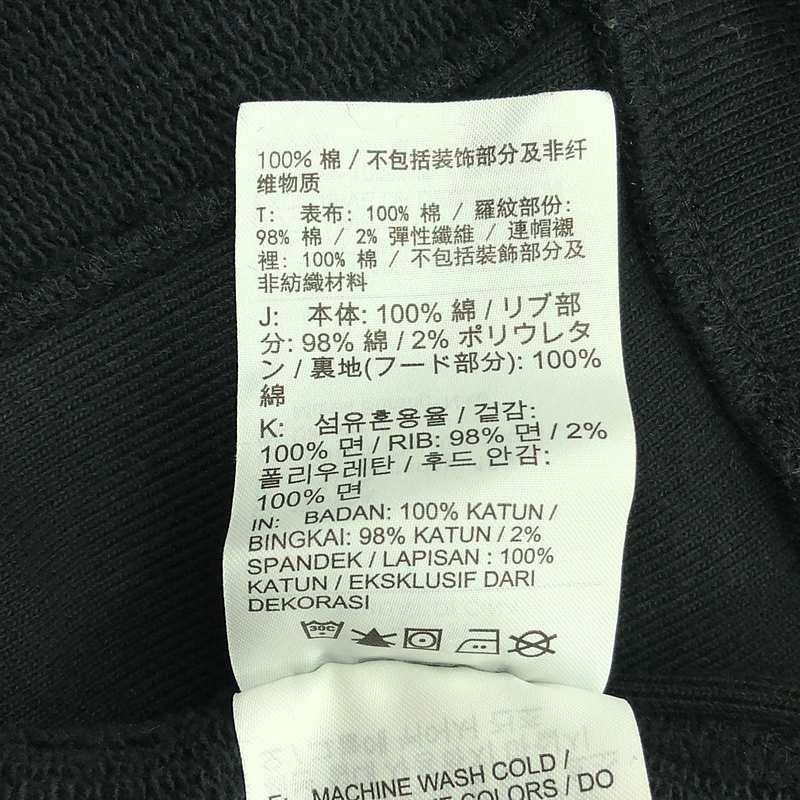 100% 棉 / 不包括装饰部分及非纤
维物质
T: 表布: 100% 棉 / 羅紋部份:
98% 棉 / 2% 彈性纖維 / 連帽襯
裡: 100% 棉 / 不包括裝飾部分及
非紡織材料
J: 本体: 100% 綿 / リブ部
分: 98% 綿 / 2% ポリウレタ
ン / 裏地(フード部分): 100%
綿
K: 섬유혼용율 / 겉감:
100% 면 / RIB: 98% 면 / 2%
폴리우레탄 / 후드 안감:
100% 면
IN: BADAN: 100% KATUN /
BINGKAI: 98% KATUN / 2%
SPANDEK / LAPISAN : 100%
KATUN / EKSKLUSIF DARI
DEKORASI
30C
MACHINE WASH COLD /
COLORS / DO